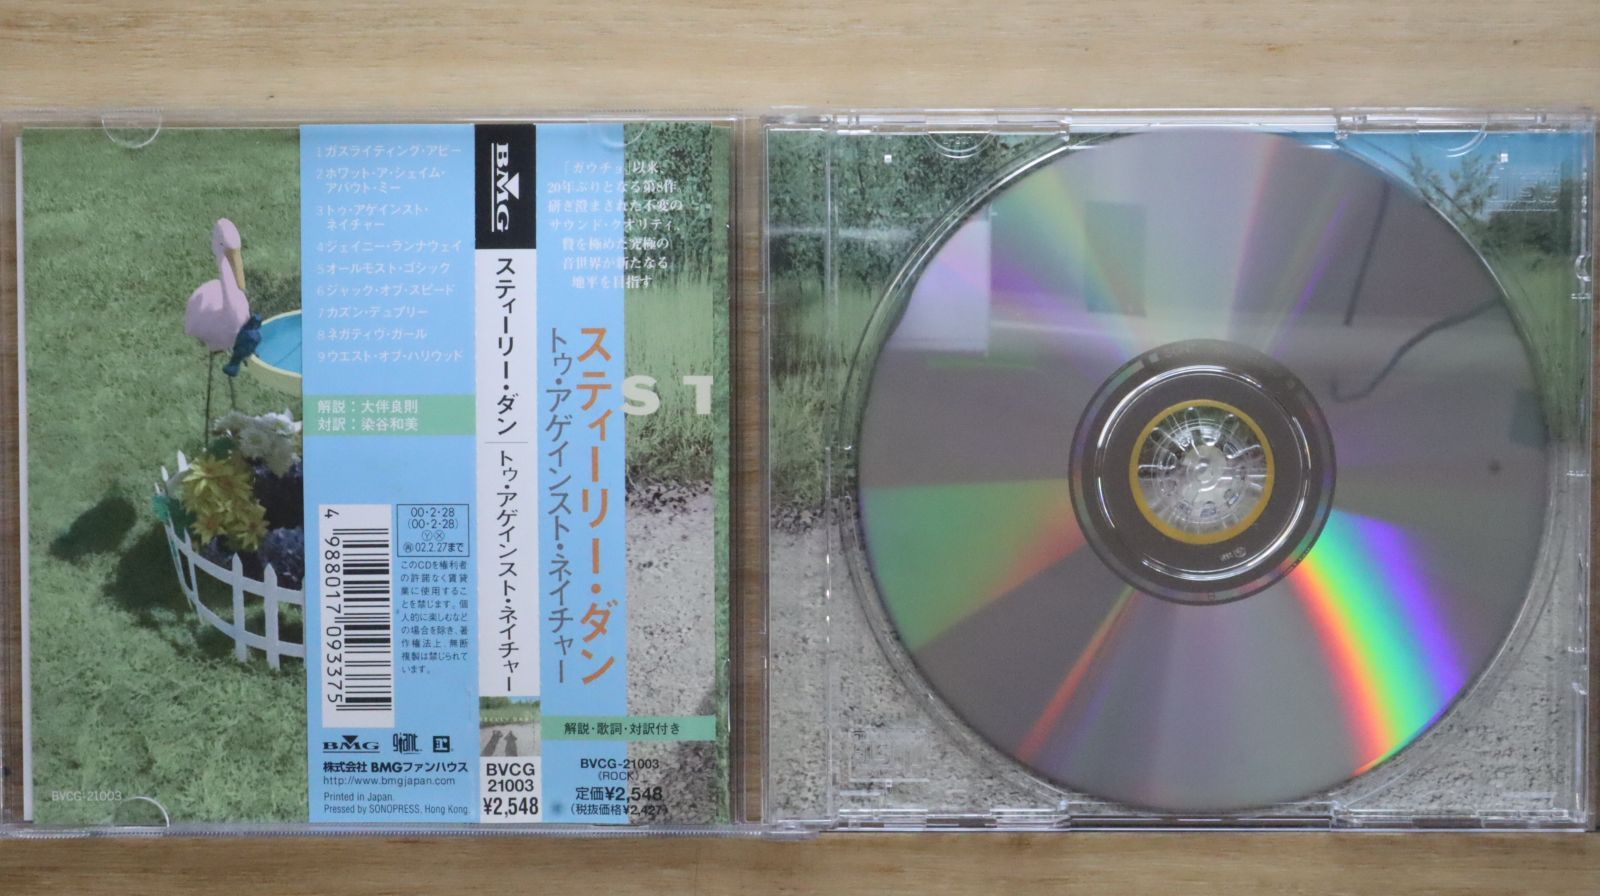 1 ガスライティング・アビー
2 ホワット・ア・シェイム・
アバウト・ミー
3 トゥ・アゲインスト・
ネイチャー
4 ジェイニー・ランナウェイ
5 オールモスト・ゴシック
6 ジャック・オブ・スピード
7 カズン・デュプリー
8 ネガティヴ・ガール
9 ウエスト・オブ・ハリウッド
解説：大伴良則
対訳：染谷和美
4 988017 093375
00・2・28
(00・2・28)
Ⓨ Ⓧ
02.2.27まで
このCDを権利者
の許諾なく賃貸
業に使用するこ
とを禁じます。個
人的に楽しむなど
の場合を除き、著
作権法上、無断
複製は禁じられて
います。
BMG giant
株式会社 BMGファンハウス
http://www.bmgjapan.com
Printed in Japan.
Pressed by SONOPRESS, Hong Kong.
BVCG-21003
BMG
スティーリー・ダン
トゥ・アゲインスト・ネイチャー
STEELY DAN
BVCG
21003
¥2,548
「ガウチョ」以来、
20年ぶりとなる第8作
研ぎ澄まされた不変の
サウンド・クオリティ。
贅を極めた究極の
音世界が新たなる
地平を目指す
スティーリー・ダン
トゥ・アゲインスト・ネイチャー
ST
解説・歌詞・対訳付き
BVCG-21003
(ROCK)
定価¥2,548
(税抜価格¥2,427)